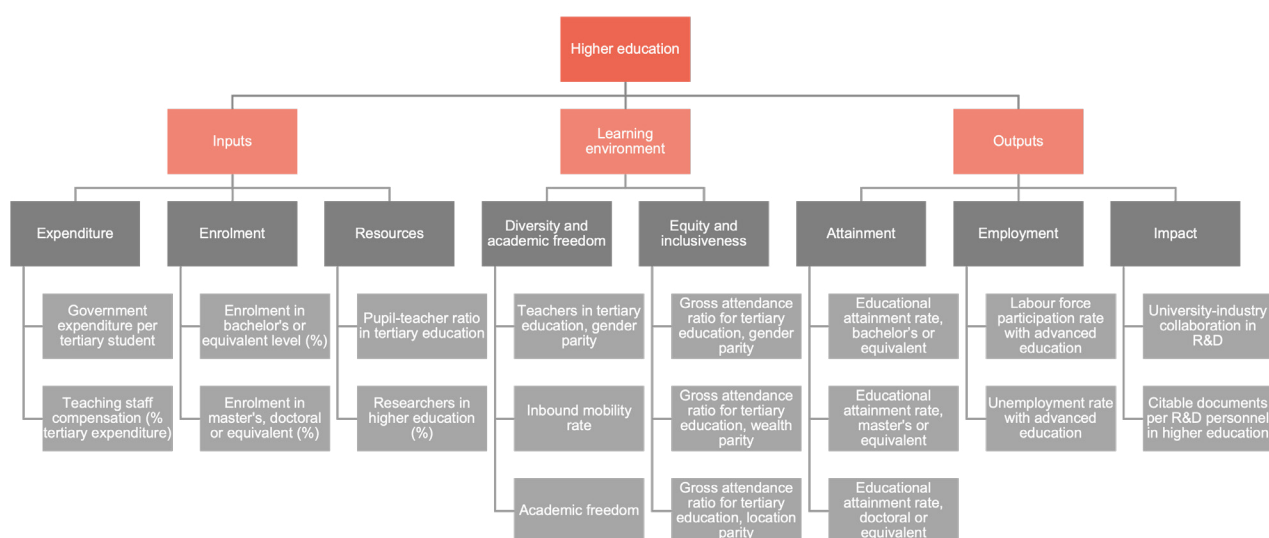 Higher education
Inputs
Learning
environment
Outputs
Expenditure
Enrolment
Resources
Diversity and
academic freedom
Equity and
inclusiveness
Attainment
Employment
Impact
Government
expenditure per
tertiary student
Enrolment in
bachelor's or
equivalent level (%)
Pupil-teacher ratio
in tertiary education
Teachers in tertiary
education, gender
parity
Gross attendance
ratio for tertiary
education, gender
parity
Educational
attainment rate,
bachelor's or
equivalent
Labour force
participation rate
with advanced
education
University-industry
collaboration in
R&D
Teaching staff
compensation (%
tertiary expenditure)
Enrolment in
master's, doctoral
or equivalent (%)
Researchers in
higher education
(%)
Inbound mobility
rate
Gross attendance
ratio for tertiary
education, wealth
parity
Educational
attainment rate,
master's or
equivalent
Unemployment rate
with advanced
education
Citable documents
per R&D personnel
in higher education
Academic freedom
Gross attendance
ratio for tertiary
education, location
parity
Educational
attainment rate,
doctoral or
equivalent